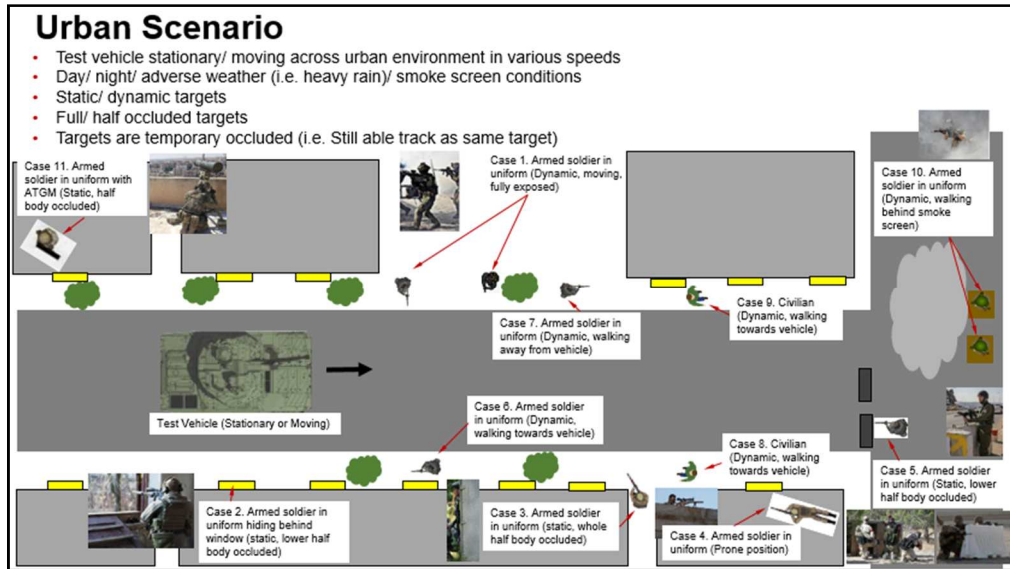 Urban Scenario
• Test vehicle stationary/ moving across urban environment in various speeds
• Day/ night/ adverse weather (i.e. heavy rain)/ smoke screen conditions
• Static/ dynamic targets
• Full/ half occluded targets
• Targets are temporary occluded (i.e. Still able track as same target)
Case 11. Armed
soldier in uniform with
ATGM (Static, half
body occluded)
Case 1. Armed soldier in
uniform (Dynamic, moving,
fully exposed)
Case 10. Armed
soldier in uniform
(Dynamic, walking
behind smoke
screen)
Case 9. Civilian
(Dynamic, walking
towards vehicle)
Case 7. Armed soldier in
uniform (Dynamic, walking
away from vehicle)
Test Vehicle (Stationary or Moving)
Case 6. Armed soldier
in uniform (Dynamic,
walking towards vehicle)
Case 8. Civilian
(Dynamic, walking
towards vehicle)
Case 5. Armed soldier
in uniform (Static, lower
half body occluded)
Case 2. Armed soldier in
uniform hiding behind
window (static, lower half
body occluded)
Case 3. Armed soldier
in uniform (static, whole
half body occluded)
Case 4. Armed soldier in
uniform (Prone position)